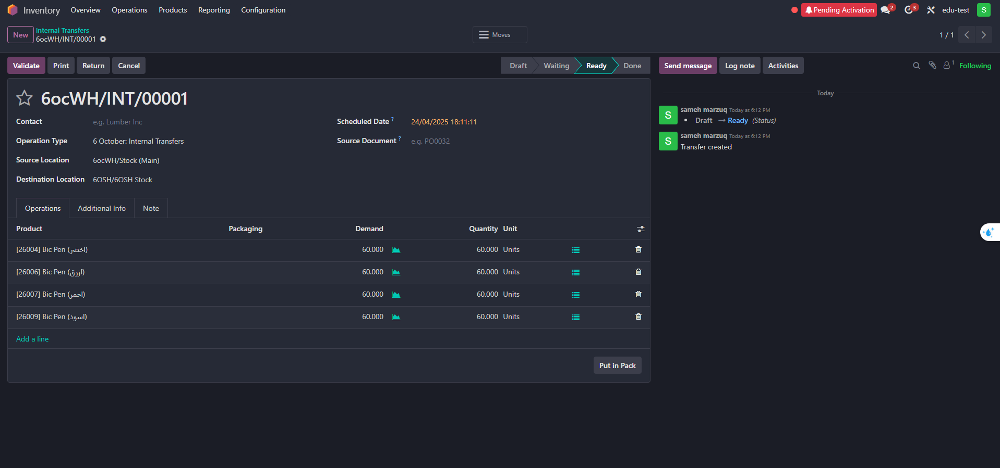 Inventory Overview Operations Products Reporting Configuration Pending Activation 2 3 edu-test S
New Internal Transfers
6ocWH/INT/00001
Moves
1 / 1
Validate Print Return Cancel Draft Waiting Ready Done
Send message Log note Activities 1 Following
6ocWH/INT/00001
Contact e.g. Lumber Inc
Operation Type 6 October: Internal Transfers
Source Location 6ocWH/Stock (Main)
Destination Location 6OSH/6OSH Stock
Scheduled Date ? 24/04/2025 18:11:11
Source Document ? e.g. PO0032
Operations Additional Info Note
Product Packaging Demand Quantity Unit
[26004] Bic Pen (اخضر) 60.000 60.000 Units
[26006] Bic Pen (ازرق) 60.000 60.000 Units
[26007] Bic Pen (احمر) 60.000 60.000 Units
[26009] Bic Pen (اسود) 60.000 60.000 Units
Add a line
Put in Pack
Today
S sameh marzuq Today at 6:12 PM
• Draft → Ready (Status)
S sameh marzuq Today at 6:12 PM
Transfer created